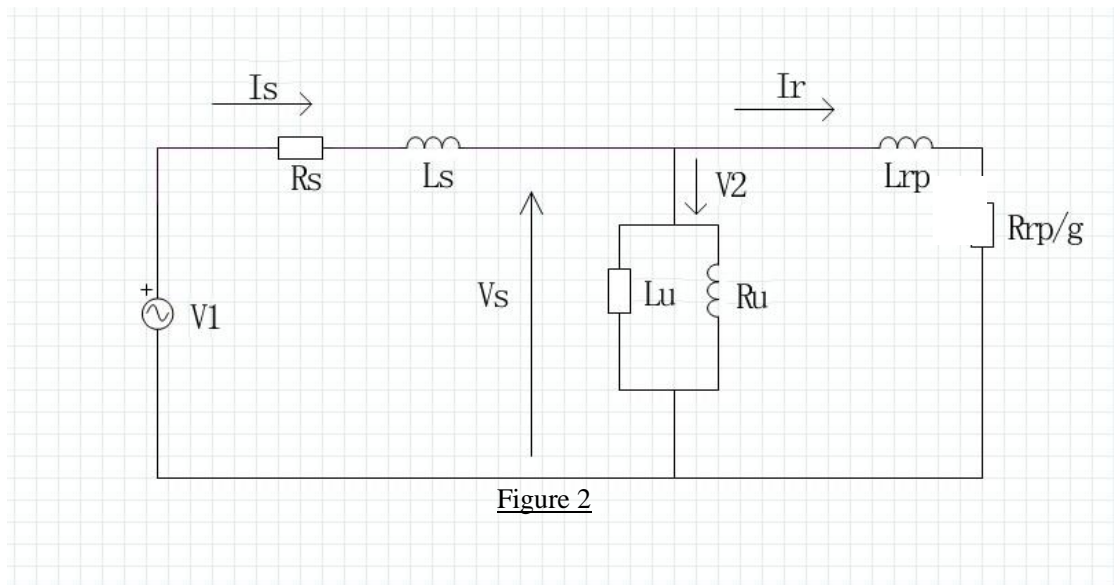 Is
Ir
Rs
Ls
Lrp
V2
Rrp/g
Vs
Lu
Ru
+
V1
Figure 2